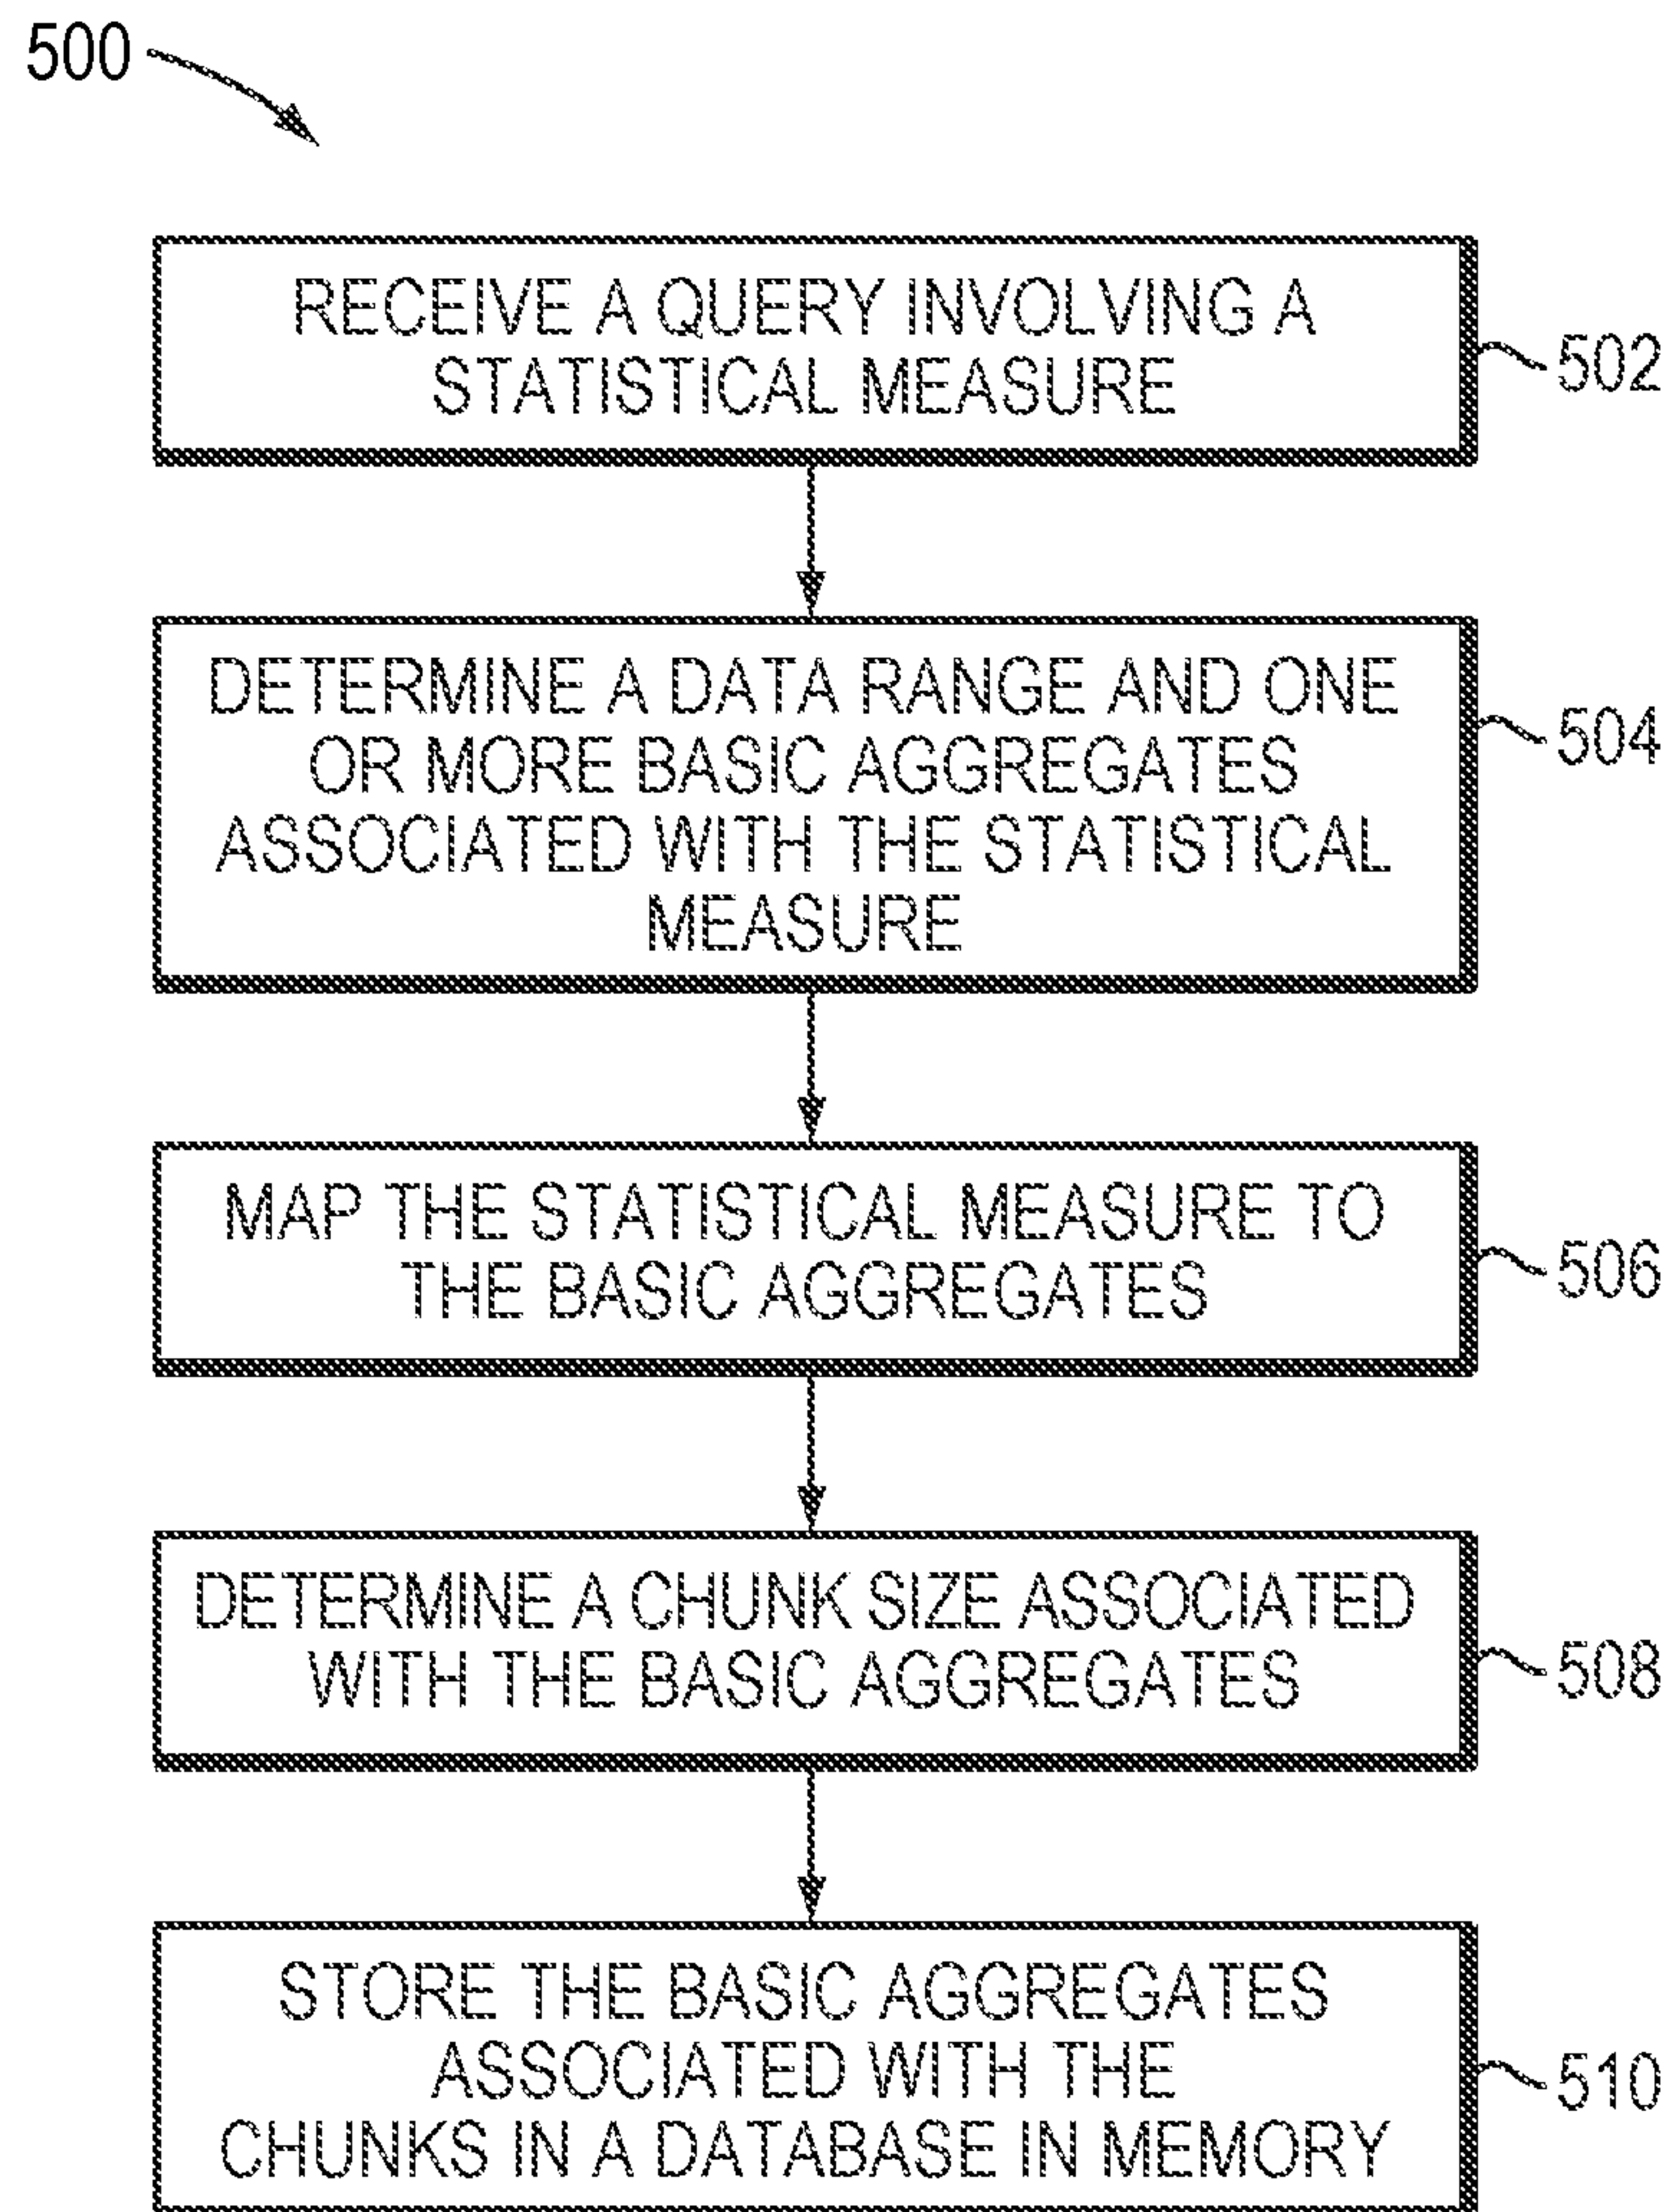 500
RECEIVE A QUERY INVOLVING A
STATISTICAL MEASURE
502
DETERMINE A DATA RANGE AND ONE
OR MORE BASIC AGGREGATES
ASSOCIATED WITH THE STATISTICAL
MEASURE
504
MAP THE STATISTICAL MEASURE TO
THE BASIC AGGREGATES
506
DETERMINE A CHUNK SIZE ASSOCIATED
WITH THE BASIC AGGREGATES
508
STORE THE BASIC AGGREGATES
ASSOCIATED WITH THE
CHUNKS IN A DATABASE IN MEMORY
510